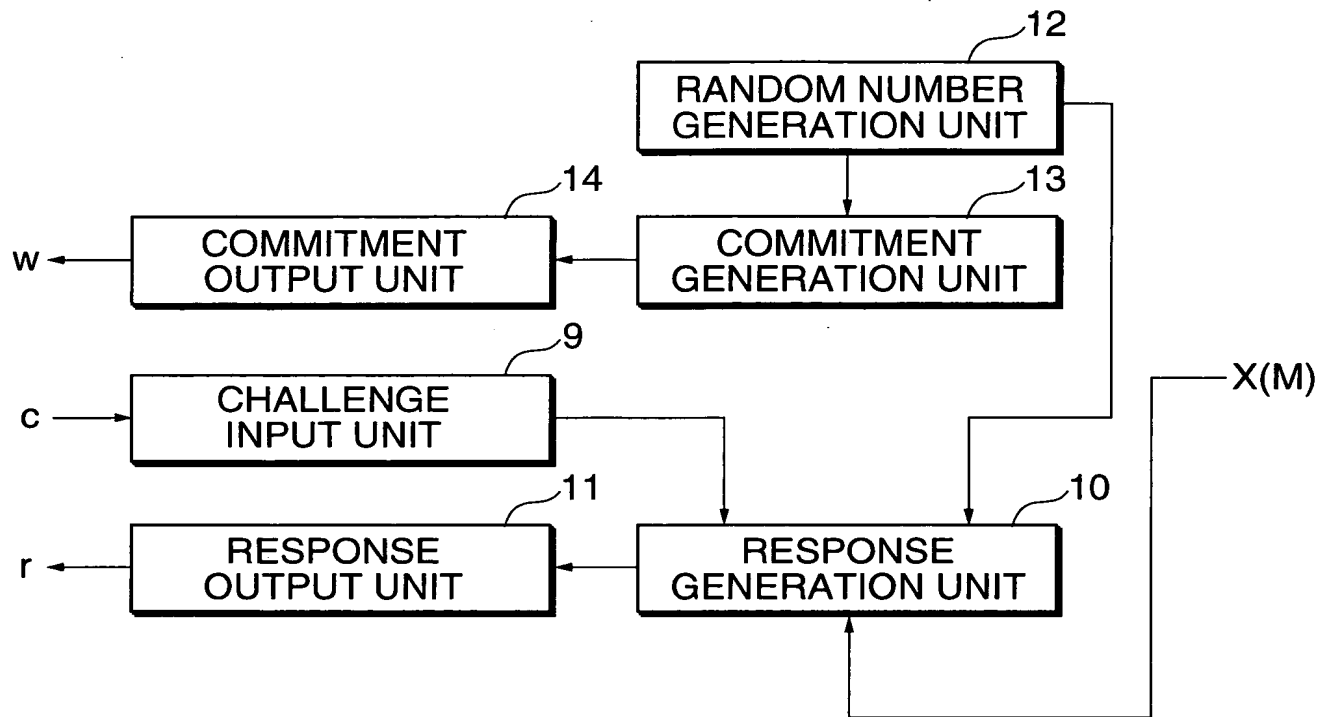 12
RANDOM NUMBER
GENERATION UNIT
14
13
w
COMMITMENT
OUTPUT UNIT
COMMITMENT
GENERATION UNIT
9
c
CHALLENGE
INPUT UNIT
X(M)
11
10
r
RESPONSE
OUTPUT UNIT
RESPONSE
GENERATION UNIT